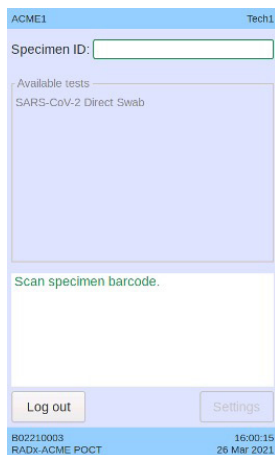 ACME1 Tech1
Specimen ID:
Available tests
SARS-CoV-2 Direct Swab
Scan specimen barcode.
Log out Settings
B02210003 16:00:15
RADx-ACME POCT 26 Mar 2021